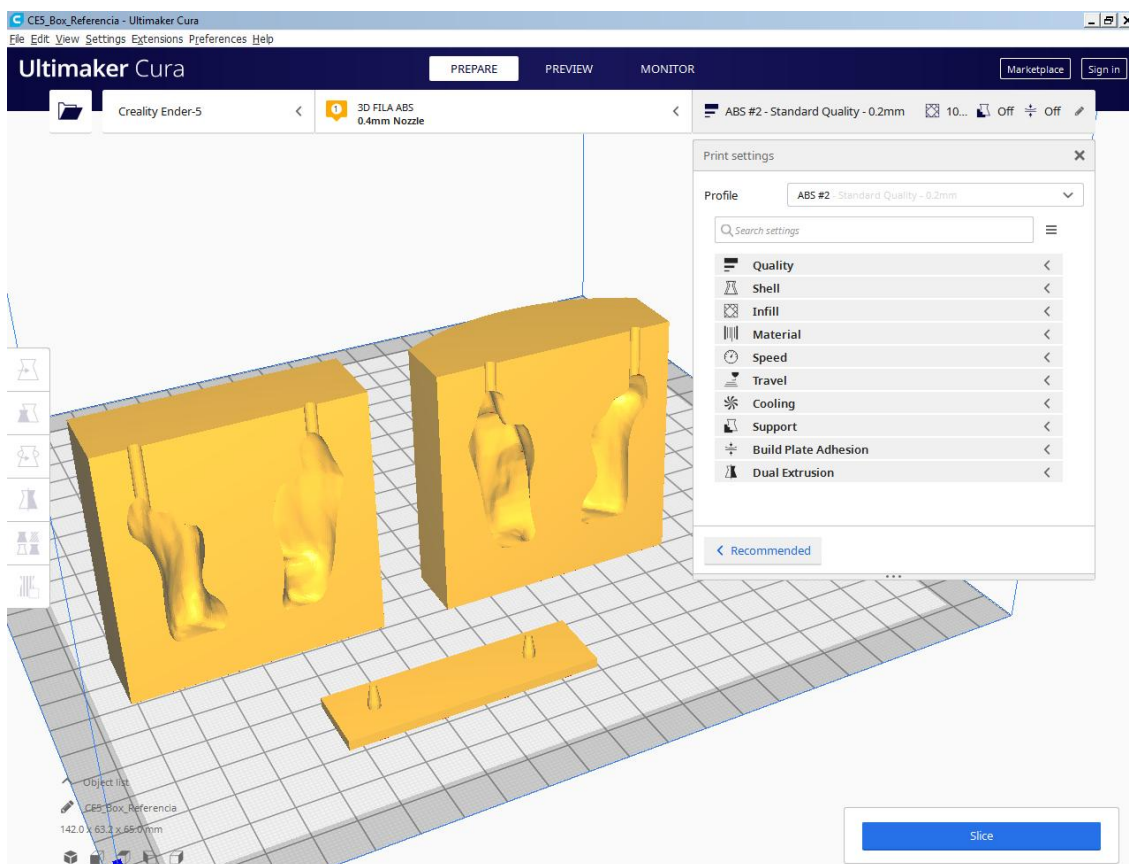 CE5_Box_Referencia - Ultimaker Cura
File Edit View Settings Extensions Preferences Help
Ultimaker Cura
PREPARE
PREVIEW
MONITOR
Marketplace
Sign in
Creality Ender-5
1
3D FILA ABS
0.4mm Nozzle
ABS #2 - Standard Quality - 0.2mm
10...
Off
Off
Print settings
Profile
ABS #2 - Standard Quality - 0.2mm
Search settings
Quality
Shell
Infill
Material
Speed
Travel
Cooling
Support
Build Plate Adhesion
Dual Extrusion
Recommended
Object list
CE5_Box_Referencia
142.0 x 63.2 x 65.0 mm
Slice